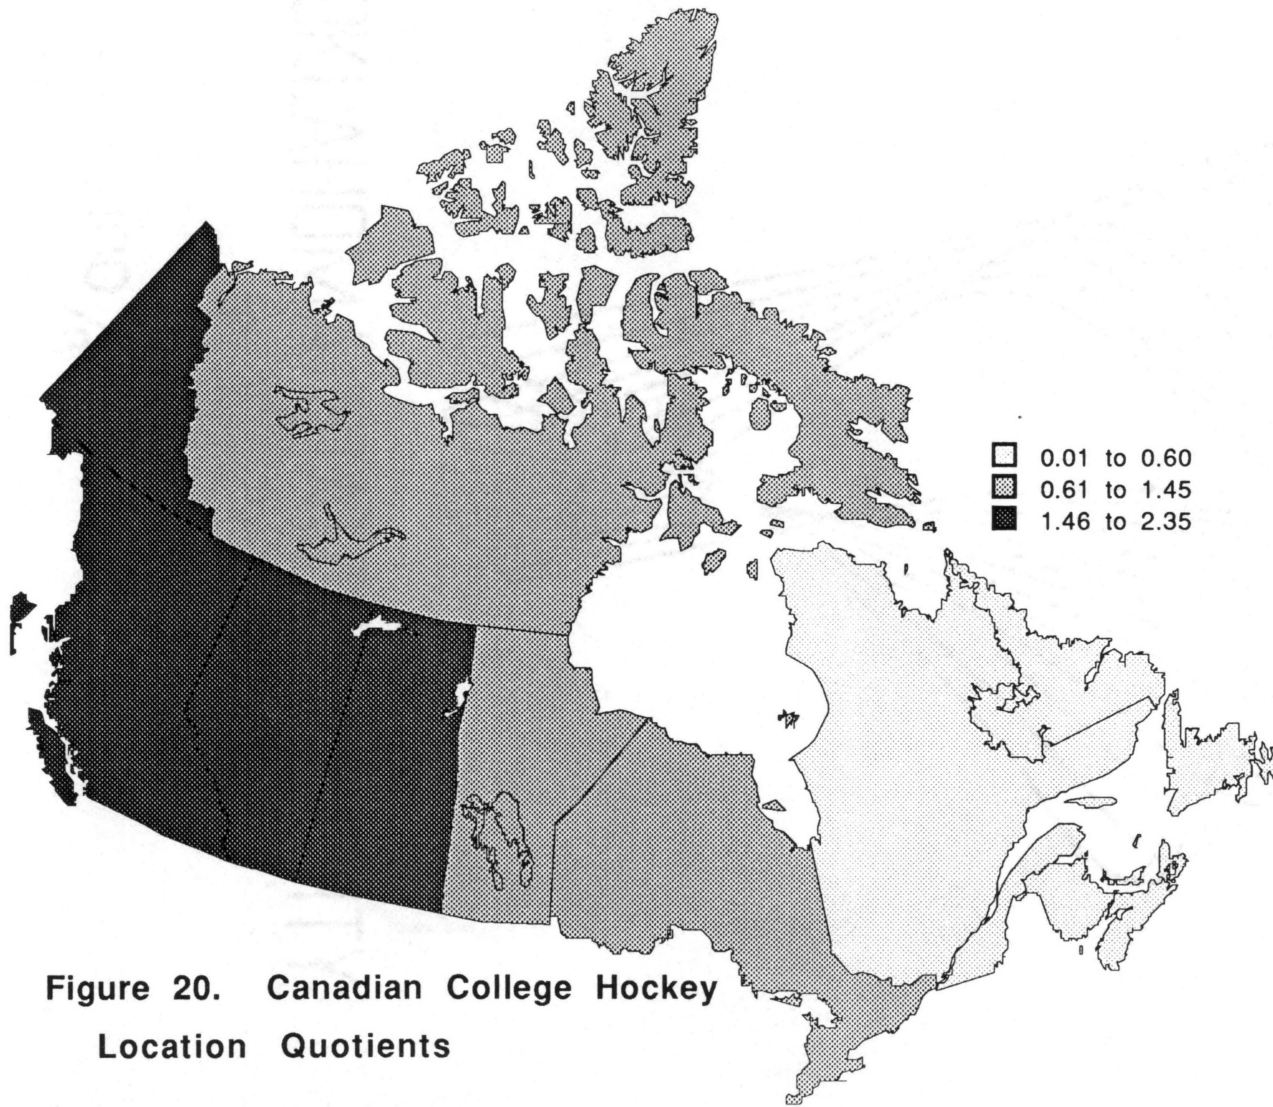 0.01 to 0.60
0.61 to 1.45
1.46 to 2.35
Figure 20. Canadian College Hockey
Location Quotients